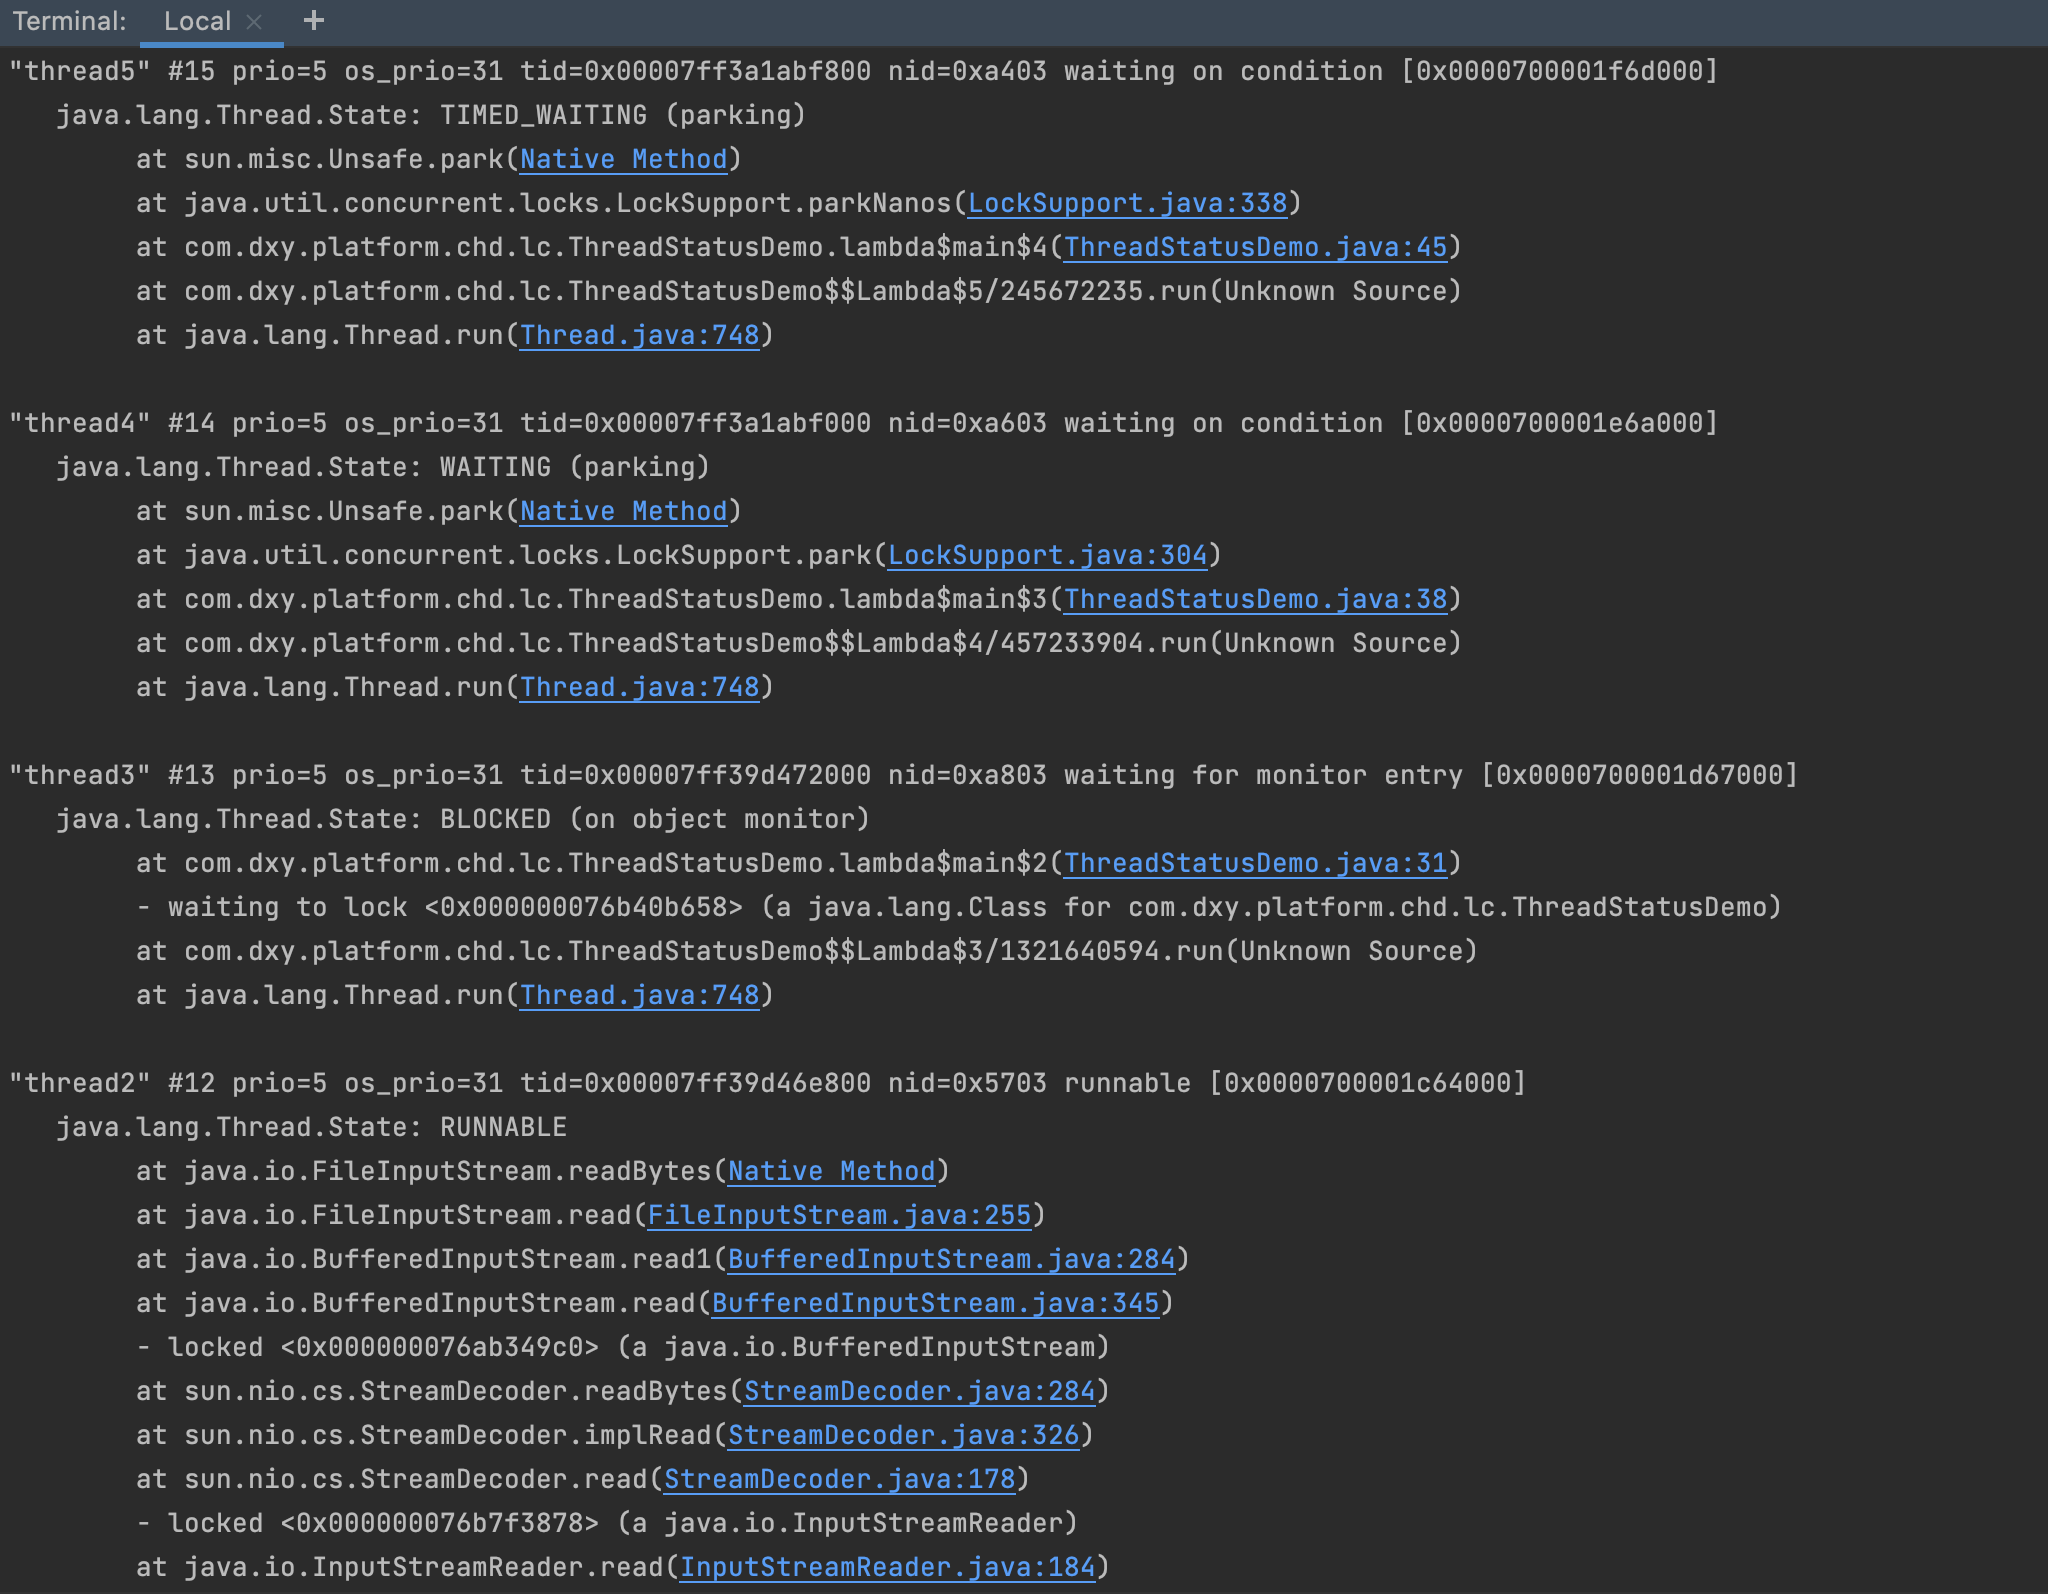 Terminal: Local × +
"thread5" #15 prio=5 os_prio=31 tid=0x00007ff3a1abf800 nid=0xa403 waiting on condition [0x0000700001f6d000]
java.lang.Thread.State: TIMED_WAITING (parking)
at sun.misc.Unsafe.park(Native Method)
at java.util.concurrent.locks.LockSupport.parkNanos(LockSupport.java:338)
at com.dxy.platform.chd.lc.ThreadStatusDemo.lambda$main$4(ThreadStatusDemo.java:45)
at com.dxy.platform.chd.lc.ThreadStatusDemo$$Lambda$5/245672235.run(Unknown Source)
at java.lang.Thread.run(Thread.java:748)
"thread4" #14 prio=5 os_prio=31 tid=0x00007ff3a1abf000 nid=0xa603 waiting on condition [0x0000700001e6a000]
java.lang.Thread.State: WAITING (parking)
at sun.misc.Unsafe.park(Native Method)
at java.util.concurrent.locks.LockSupport.park(LockSupport.java:304)
at com.dxy.platform.chd.lc.ThreadStatusDemo.lambda$main$3(ThreadStatusDemo.java:38)
at com.dxy.platform.chd.lc.ThreadStatusDemo$$Lambda$4/457233904.run(Unknown Source)
at java.lang.Thread.run(Thread.java:748)
"thread3" #13 prio=5 os_prio=31 tid=0x00007ff39d472000 nid=0xa803 waiting for monitor entry [0x0000700001d67000]
java.lang.Thread.State: BLOCKED (on object monitor)
at com.dxy.platform.chd.lc.ThreadStatusDemo.lambda$main$2(ThreadStatusDemo.java:31)
- waiting to lock <0x000000076b40b658> (a java.lang.Class for com.dxy.platform.chd.lc.ThreadStatusDemo)
at com.dxy.platform.chd.lc.ThreadStatusDemo$$Lambda$3/1321640594.run(Unknown Source)
at java.lang.Thread.run(Thread.java:748)
"thread2" #12 prio=5 os_prio=31 tid=0x00007ff39d46e800 nid=0x5703 runnable [0x0000700001c64000]
java.lang.Thread.State: RUNNABLE
at java.io.FileInputStream.readBytes(Native Method)
at java.io.FileInputStream.read(FileInputStream.java:255)
at java.io.BufferedInputStream.read1(BufferedInputStream.java:284)
at java.io.BufferedInputStream.read(BufferedInputStream.java:345)
- locked <0x000000076ab349c0> (a java.io.BufferedInputStream)
at sun.nio.cs.StreamDecoder.readBytes(StreamDecoder.java:284)
at sun.nio.cs.StreamDecoder.implRead(StreamDecoder.java:326)
at sun.nio.cs.StreamDecoder.read(StreamDecoder.java:178)
- locked <0x000000076b7f3878> (a java.io.InputStreamReader)
at java.io.InputStreamReader.read(InputStreamReader.java:184)